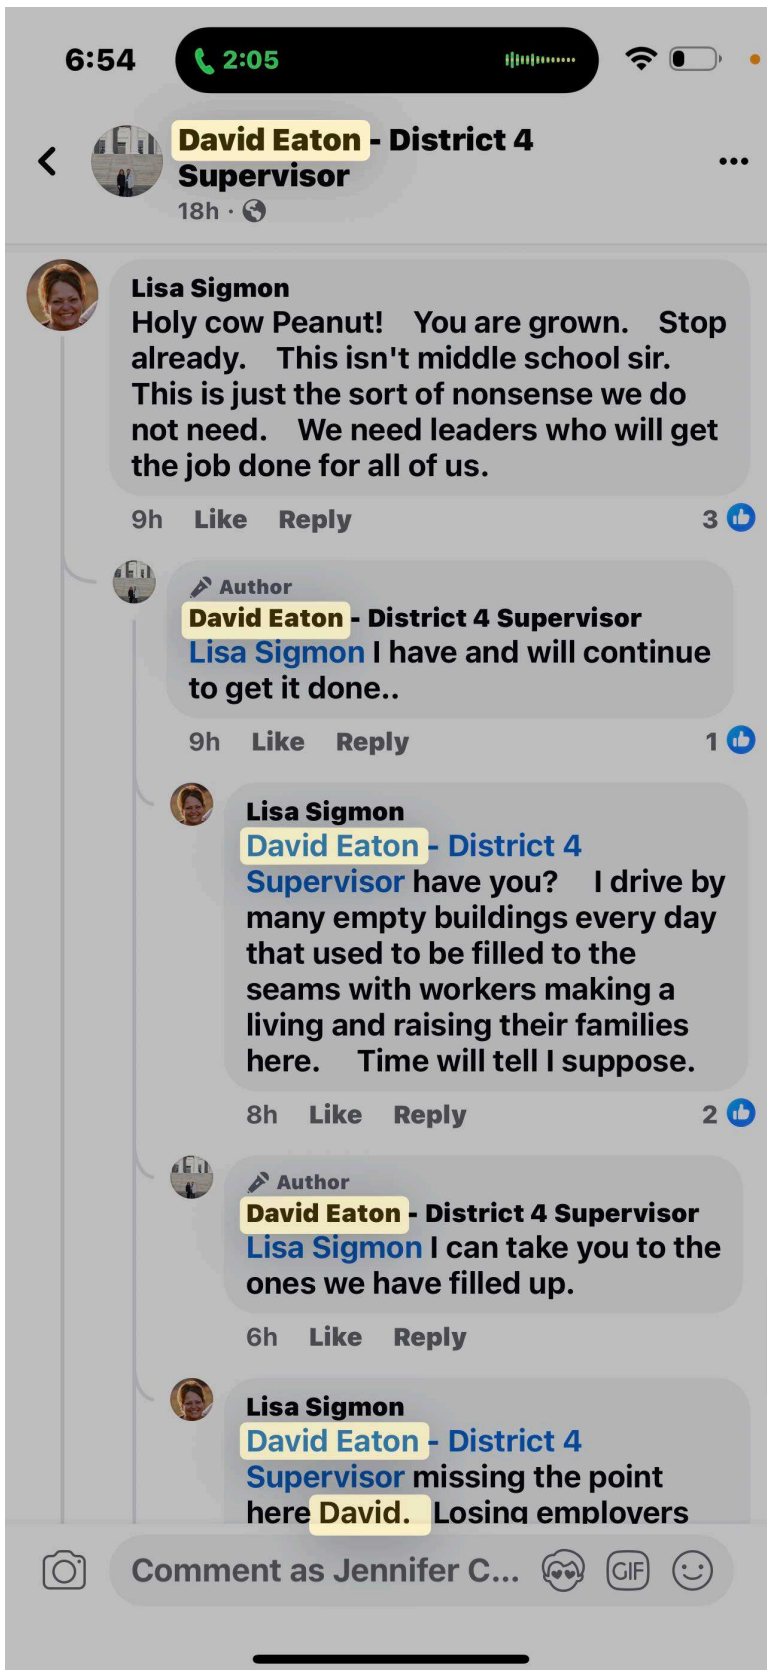 6:54
2:05
David Eaton - District 4
Supervisor
18h ·
Lisa Sigmon
Holy cow Peanut! You are grown. Stop
already. This isn't middle school sir.
This is just the sort of nonsense we do
not need. We need leaders who will get
the job done for all of us.
9h Like Reply
3
Author
David Eaton - District 4 Supervisor
Lisa Sigmon I have and will continue
to get it done..
9h Like Reply
1
Lisa Sigmon
David Eaton - District 4
Supervisor have you? I drive by
many empty buildings every day
that used to be filled to the
seams with workers making a
living and raising their families
here. Time will tell I suppose.
8h Like Reply
2
Author
David Eaton - District 4 Supervisor
Lisa Sigmon I can take you to the
ones we have filled up.
6h Like Reply
Lisa Sigmon
David Eaton - District 4
Supervisor missing the point
here David. Losing employers
Comment as Jennifer C...
GIF